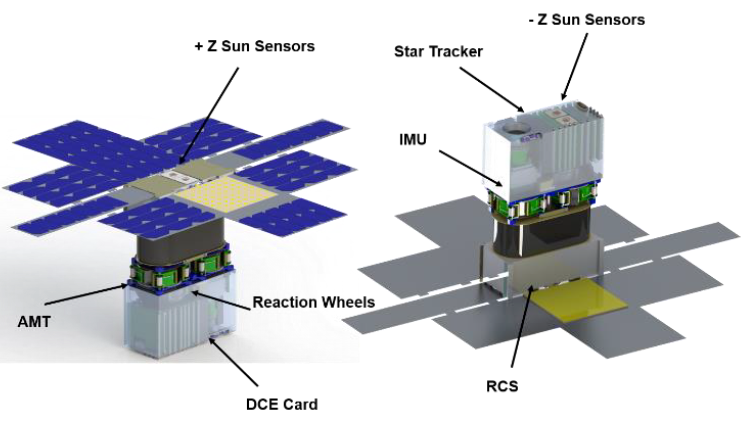 + Z Sun Sensors
- Z Sun Sensors
Star Tracker
IMU
Reaction Wheels
AMT
DCE Card
RCS